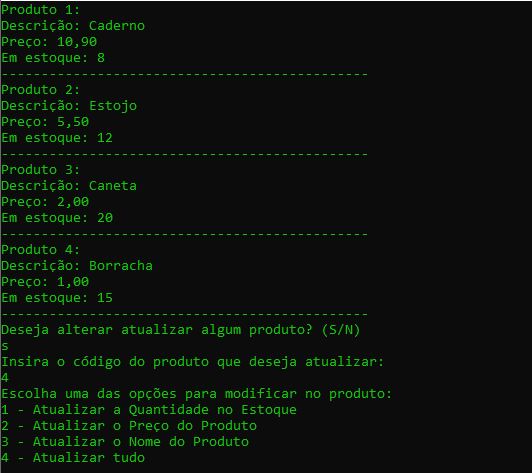 Produto 1:
Descrição: Caderno
Preço: 10,90
Em estoque: 8
----------------------------------------------
Produto 2:
Descrição: Estojo
Preço: 5,50
Em estoque: 12
----------------------------------------------
Produto 3:
Descrição: Caneta
Preço: 2,00
Em estoque: 20
----------------------------------------------
Produto 4:
Descrição: Borracha
Preço: 1,00
Em estoque: 15
----------------------------------------------
Deseja alterar atualizar algum produto? (S/N)
s
Insira o código do produto que deseja atualizar:
4
Escolha uma das opções para modificar no produto:
1 - Atualizar a Quantidade no Estoque
2 - Atualizar o Preço do Produto
3 - Atualizar o Nome do Produto
4 - Atualizar tudo